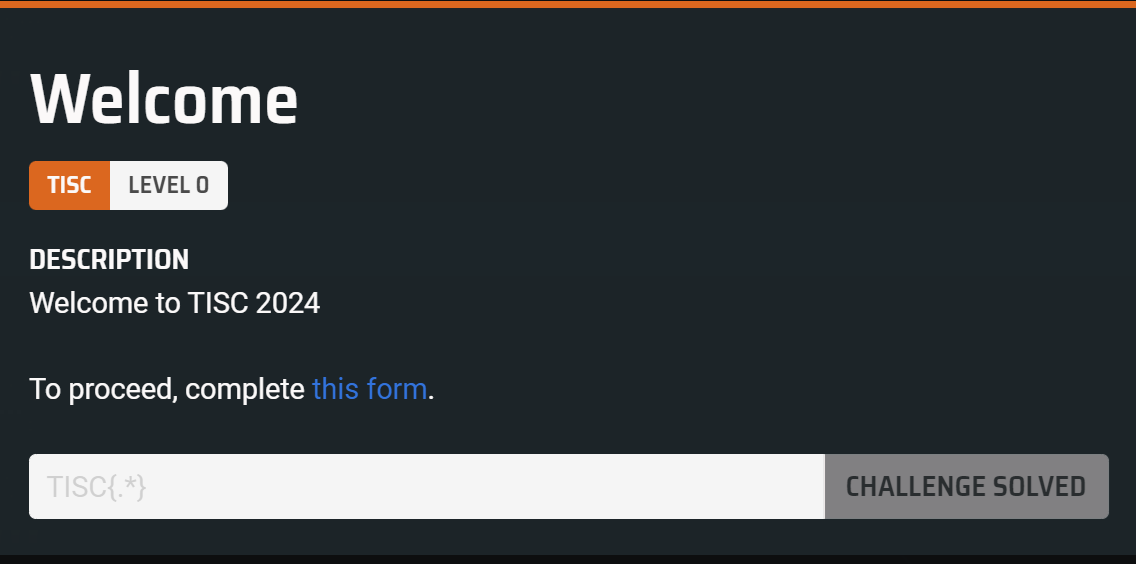 Welcome
TISC LEVEL 0
DESCRIPTION
Welcome to TISC 2024
To proceed, complete this form.
TISC{.*} CHALLENGE SOLVED